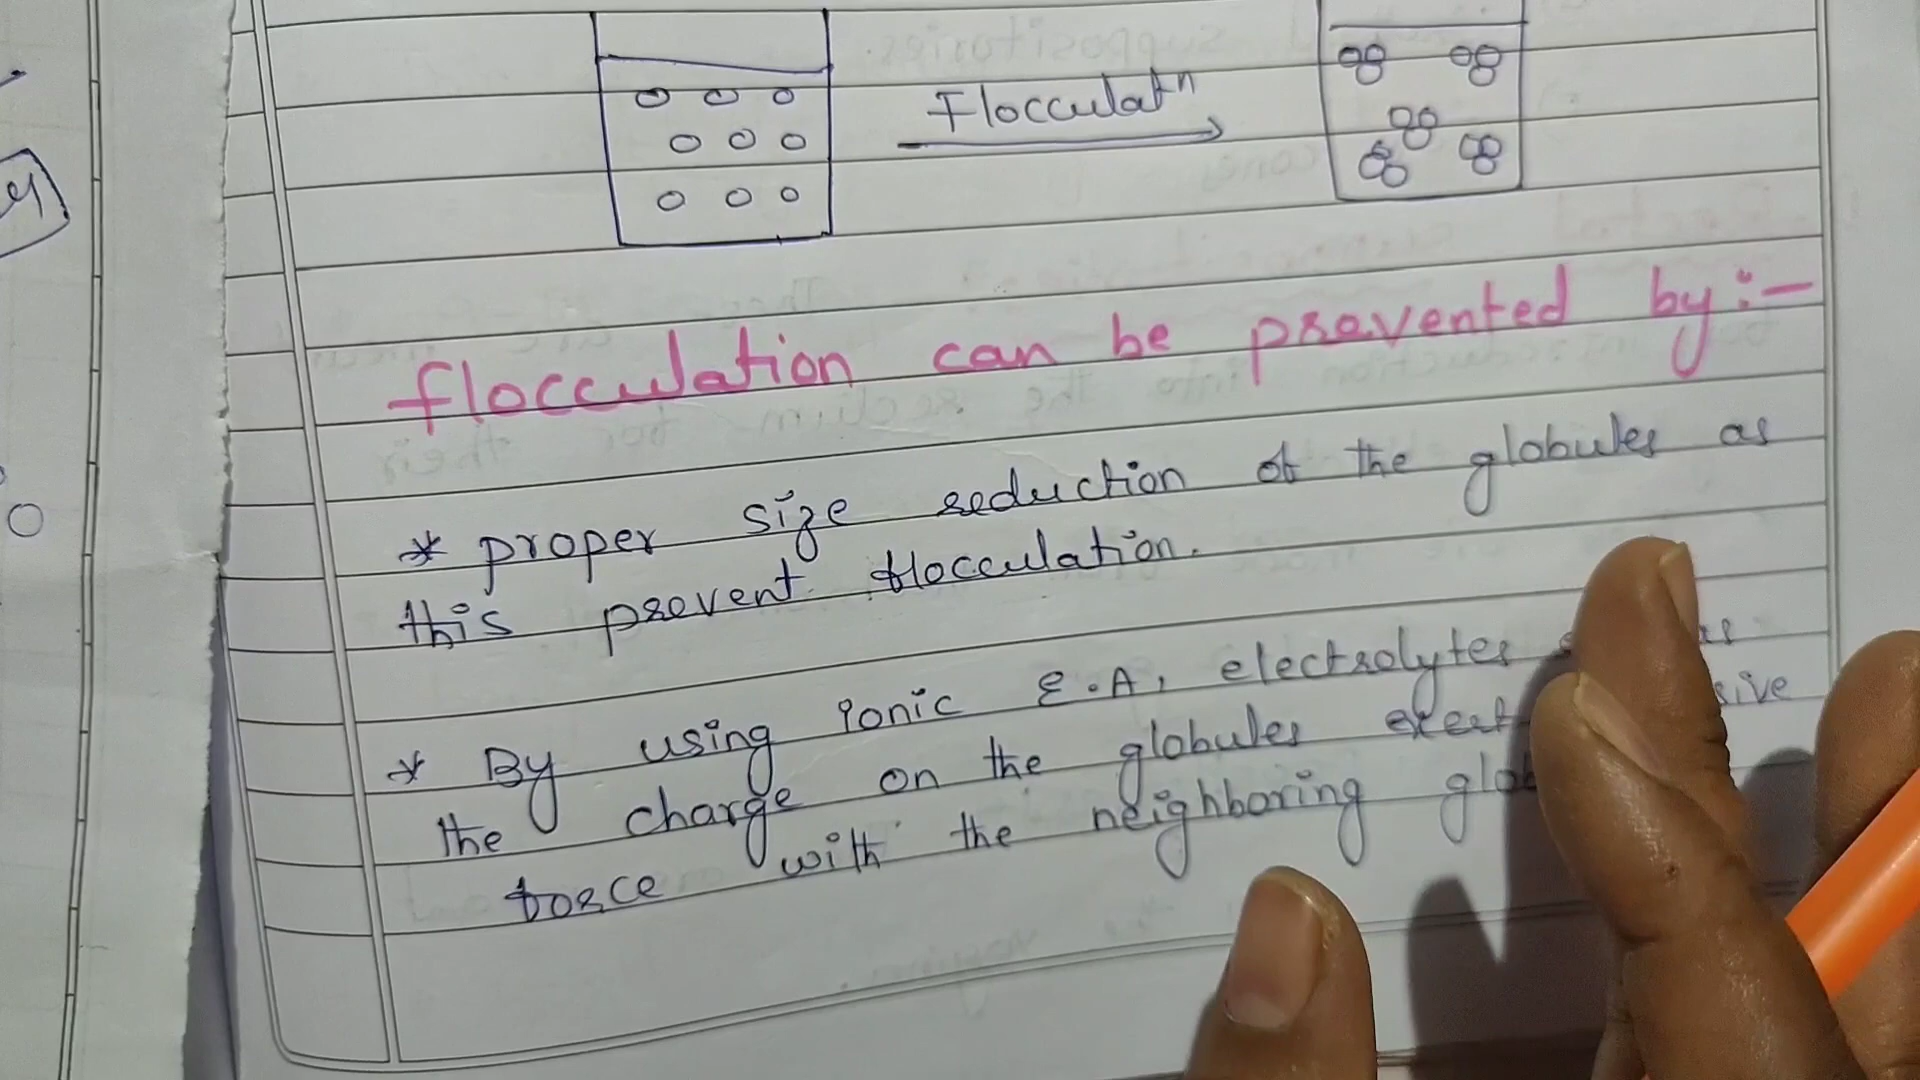 Flocculatn
flocculation can be prevented by:-
* proper size reduction of the globules as
this prevent flocculation.
* By using ionic E.A, electrolytes
the charge on the globules exert
force with the neighboring